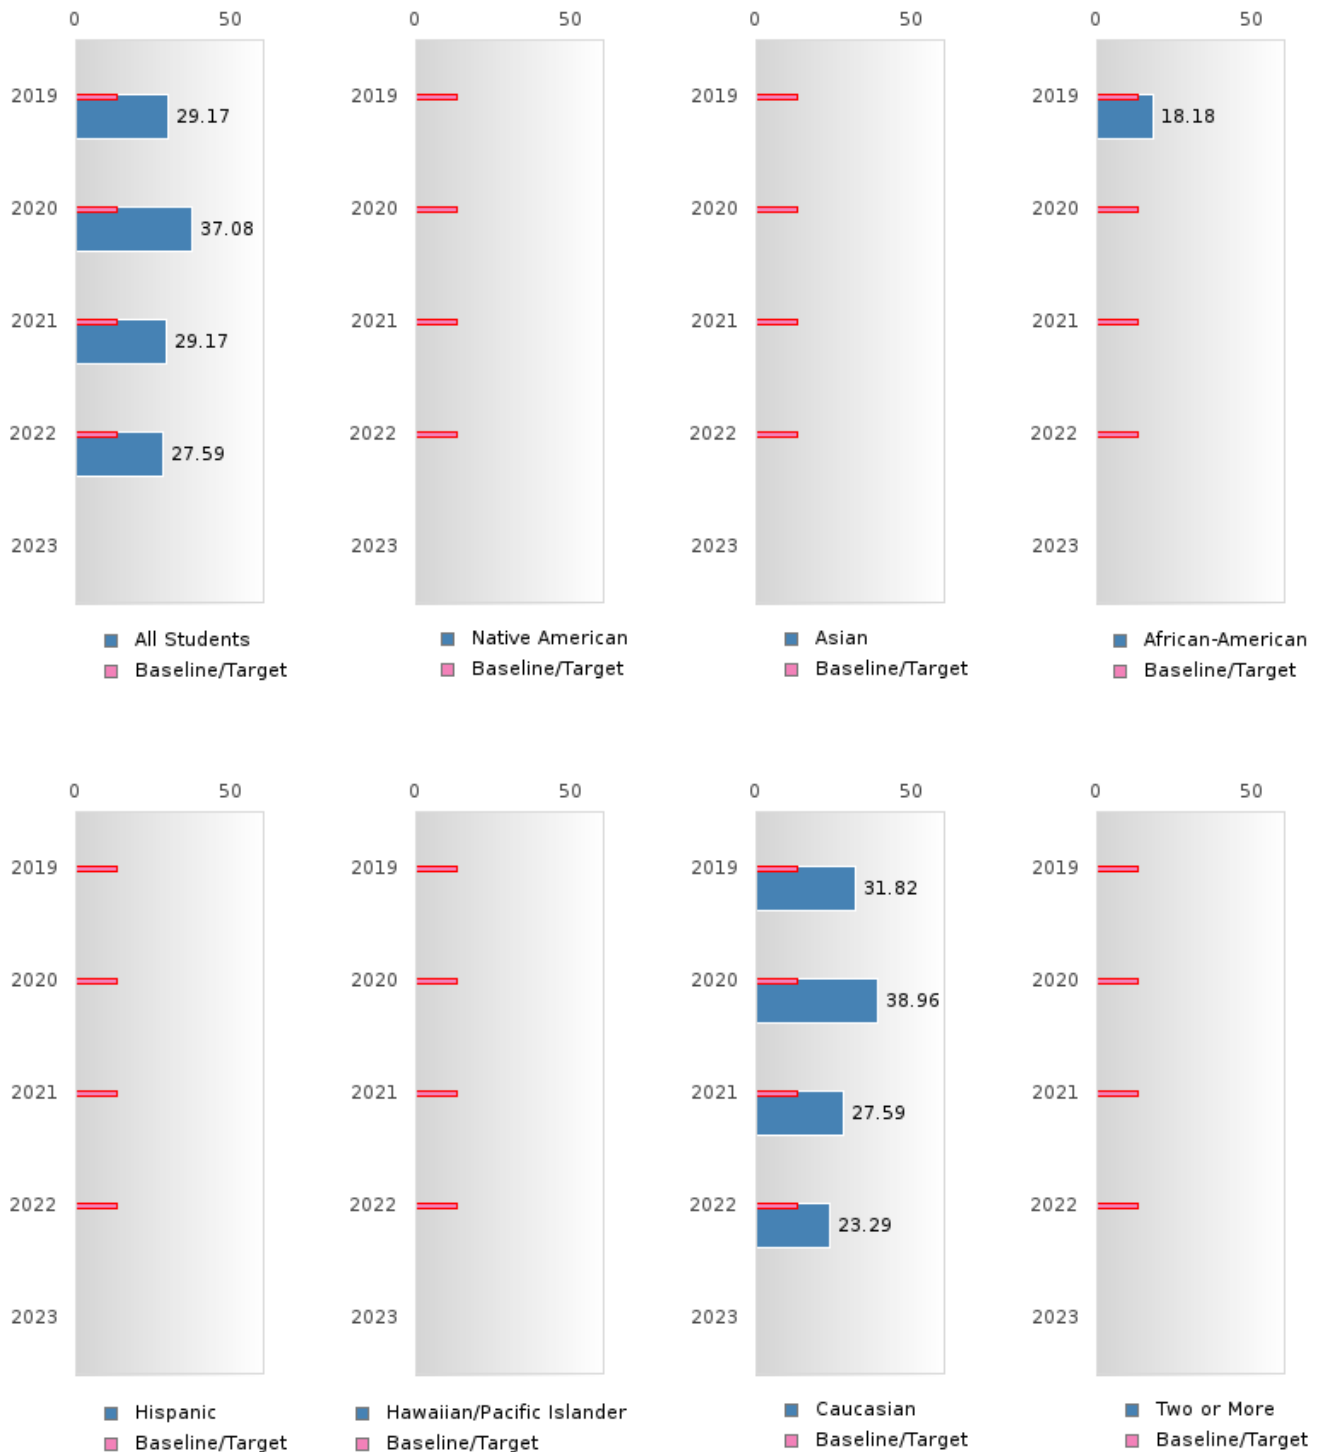 0 50 0 50 0 50 0 50
2019 29.17 2019 2019 2019 18.18
2020 37.08 2020 2020 2020
2021 29.17 2021 2021 2021
2022 27.59 2022 2022 2022
2023 2023 2023 2023
All Students Native American Asian African-American
Baseline/Target Baseline/Target Baseline/Target Baseline/Target
0 50 0 50 0 50 0 50
2019 2019 2019 31.82 2019
2020 2020 2020 38.96 2020
2021 2021 2021 27.59 2021
2022 2022 2022 23.29 2022
2023 2023 2023 2023
Hispanic Hawaiian/Pacific Islander Caucasian Two or More
Baseline/Target Baseline/Target Baseline/Target Baseline/Target